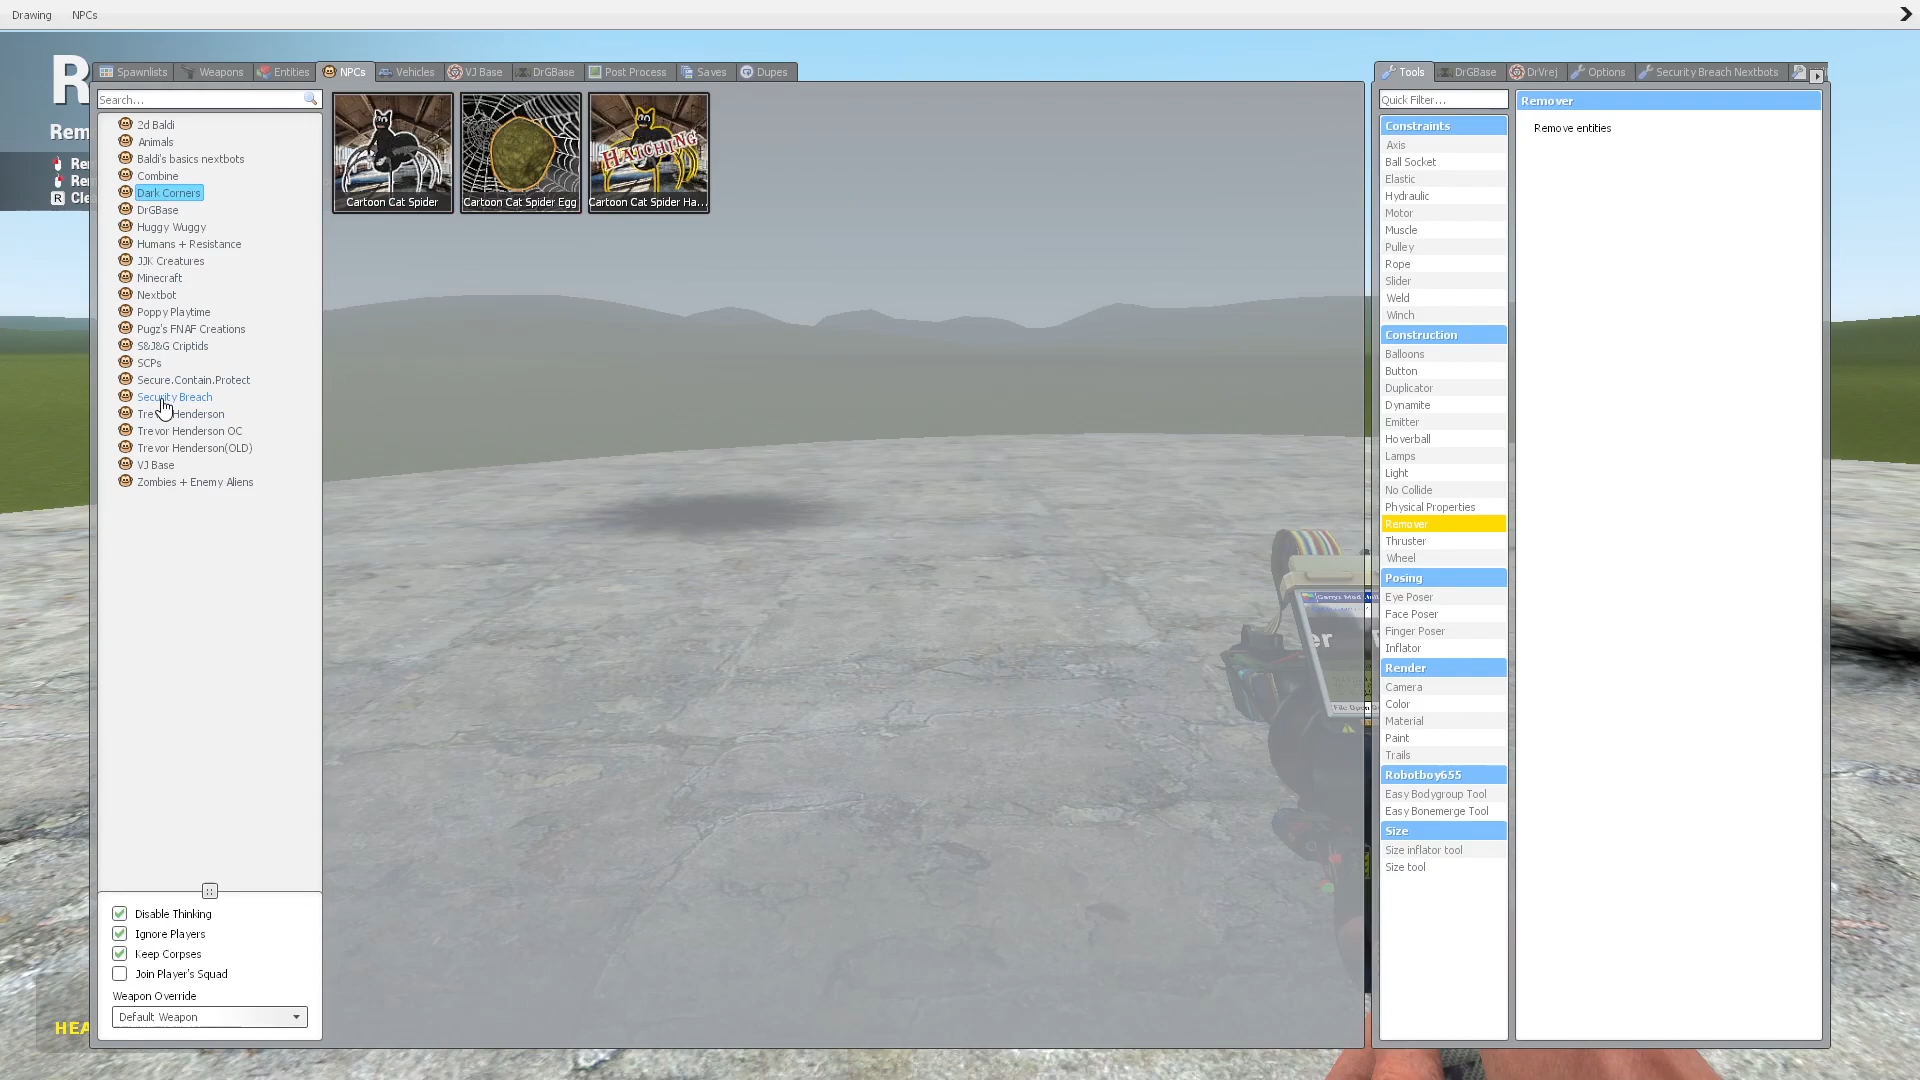 Drawing NPCs
R
Rem
Re
Re
R Cle
Spawnlists Weapons Entities NPCs Vehicles VJ Base DrGBase Post Process Saves Dupes
Search...
2d Baldi
Animals
Baldi's basics nextbots
Combine
Dark Corners
DrGBase
Huggy Wuggy
Humans + Resistance
JJK Creatures
Minecraft
Nextbot
Poppy Playtime
Pugz's FNAF Creations
S&J&G Criptids
SCPs
Secure.Contain.Protect
Security Breach
Tre Henderson
Trevor Henderson OC
Trevor Henderson(OLD)
VJ Base
Zombies + Enemy Aliens
Disable Thinking
Ignore Players
Keep Corpses
Join Player's Squad
Weapon Override
Default Weapon
HEA
Cartoon Cat Spider
Cartoon Cat Spider Egg
HATCHING
Cartoon Cat Spider Ha...
er
Tools DrGBase DrVrej Options Security Breach Nextbots
Quick Filter...
Constraints
Axis
Ball Socket
Elastic
Hydraulic
Motor
Muscle
Pulley
Rope
Slider
Weld
Winch
Construction
Balloons
Button
Duplicator
Dynamite
Emitter
Hoverball
Lamps
Light
No Collide
Physical Properties
Remover
Thruster
Wheel
Posing
Eye Poser
Face Poser
Finger Poser
Inflator
Render
Camera
Color
Material
Paint
Trails
Robotboy655
Easy Bodygroup Tool
Easy Bonemerge Tool
Size
Size inflator tool
Size tool
Remover
Remove entities